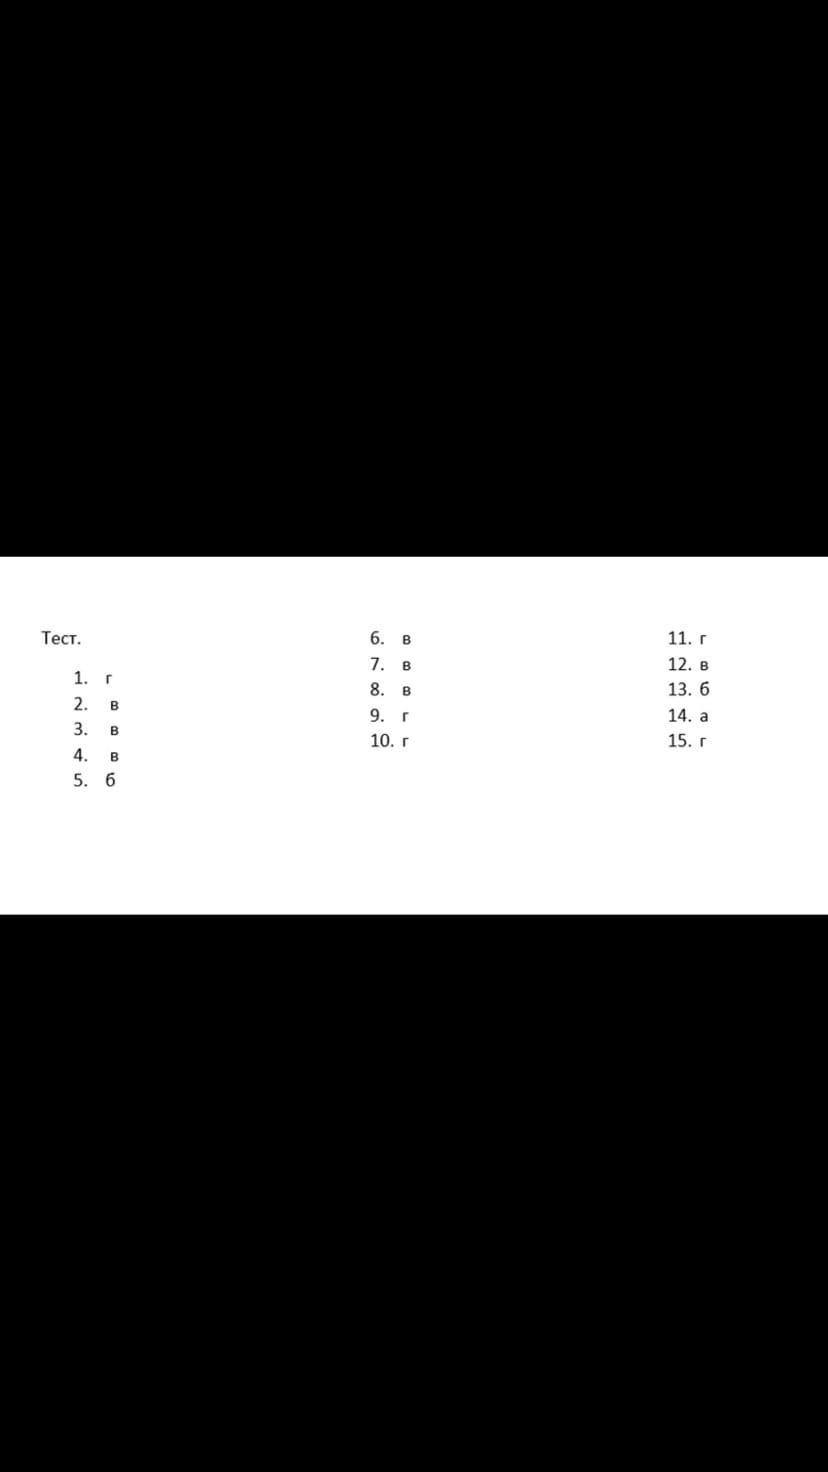 Тест.
1. г
2. в
3. в
4. в
5. б
6. в
7. в
8. в
9. г
10. г
11. г
12. в
13. б
14. а
15. г